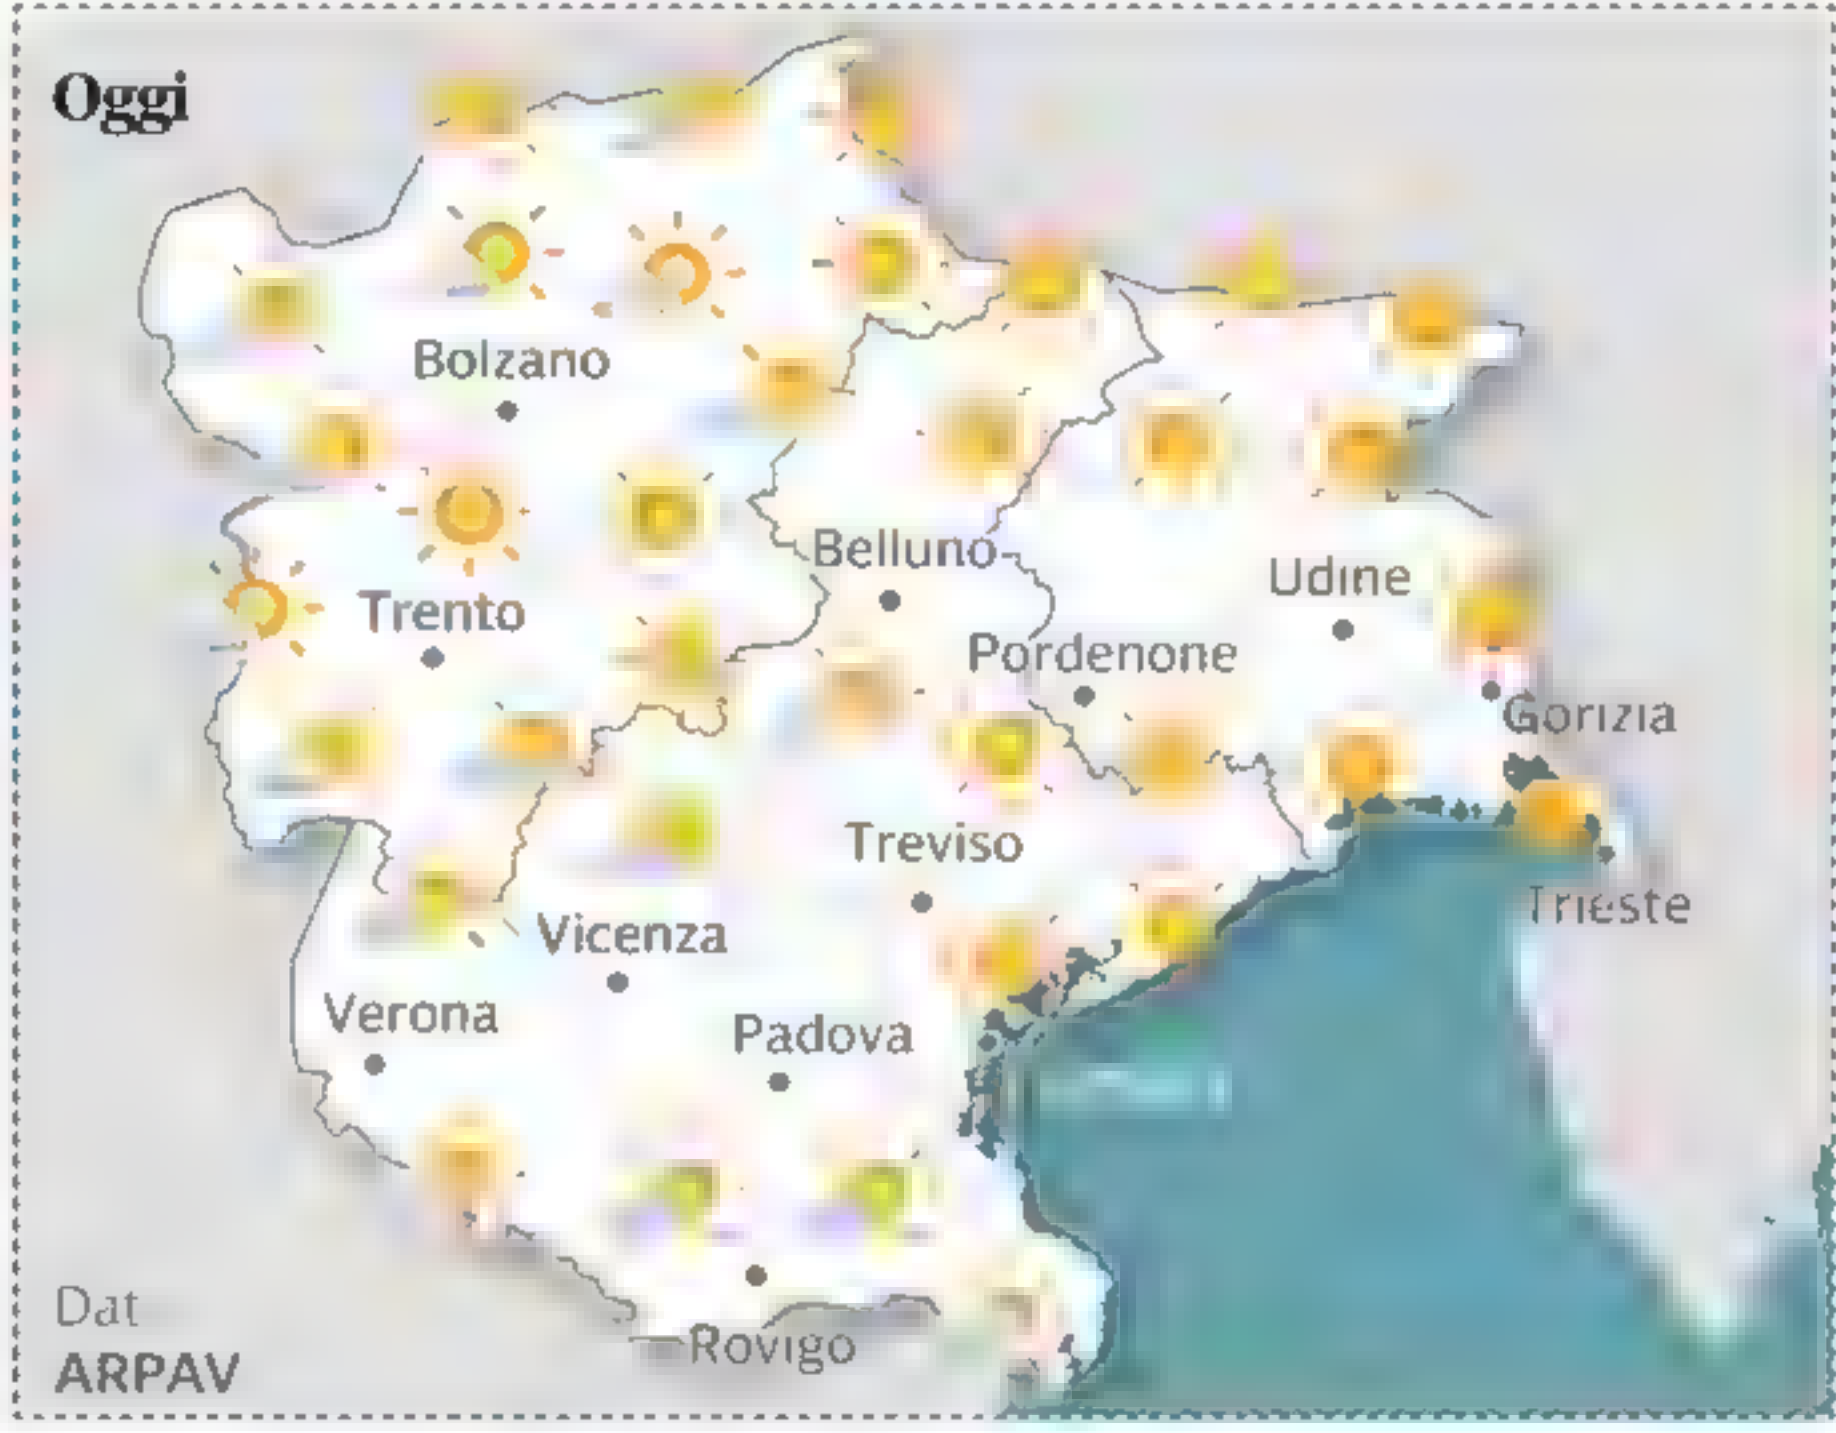 Oggi
Bolzano
Belluno
Udine
Trento
Pordenone
Gorizia
Treviso
Trieste
Vicenza
Verona
Padova
Rovigo
Dat
ARPAV